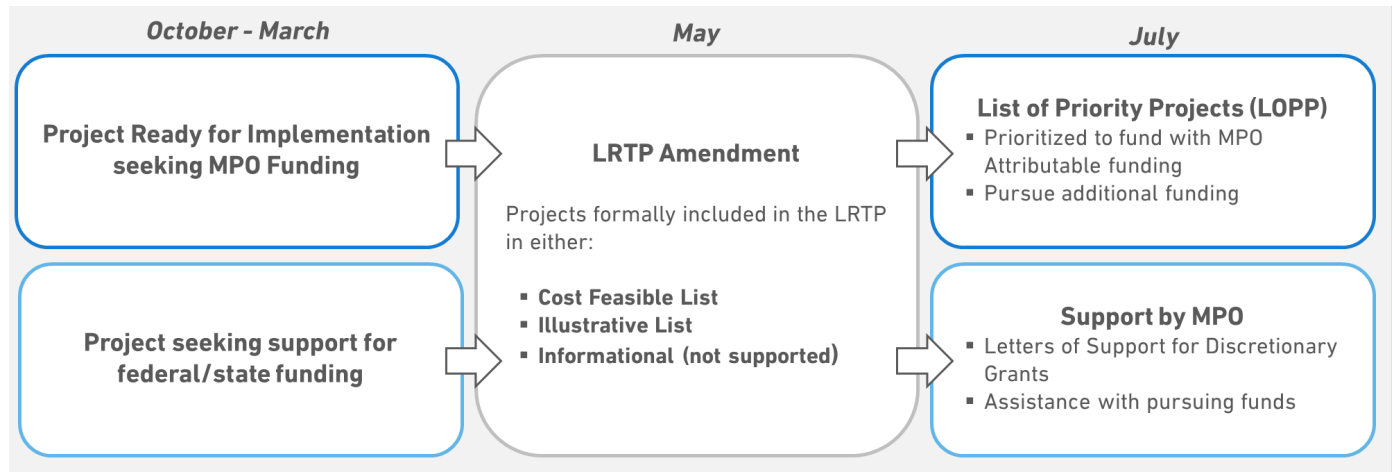 October - March
May
July
Project Ready for Implementation
seeking MPO Funding
Project seeking support for
federal/state funding
LRTP Amendment
Projects formally included in the LRTP
in either:
▪ Cost Feasible List
▪ Illustrative List
▪ Informational (not supported)
List of Priority Projects (LOPP)
▪ Prioritized to fund with MPO
Attributable funding
▪ Pursue additional funding
Support by MPO
▪ Letters of Support for Discretionary
Grants
▪ Assistance with pursuing funds